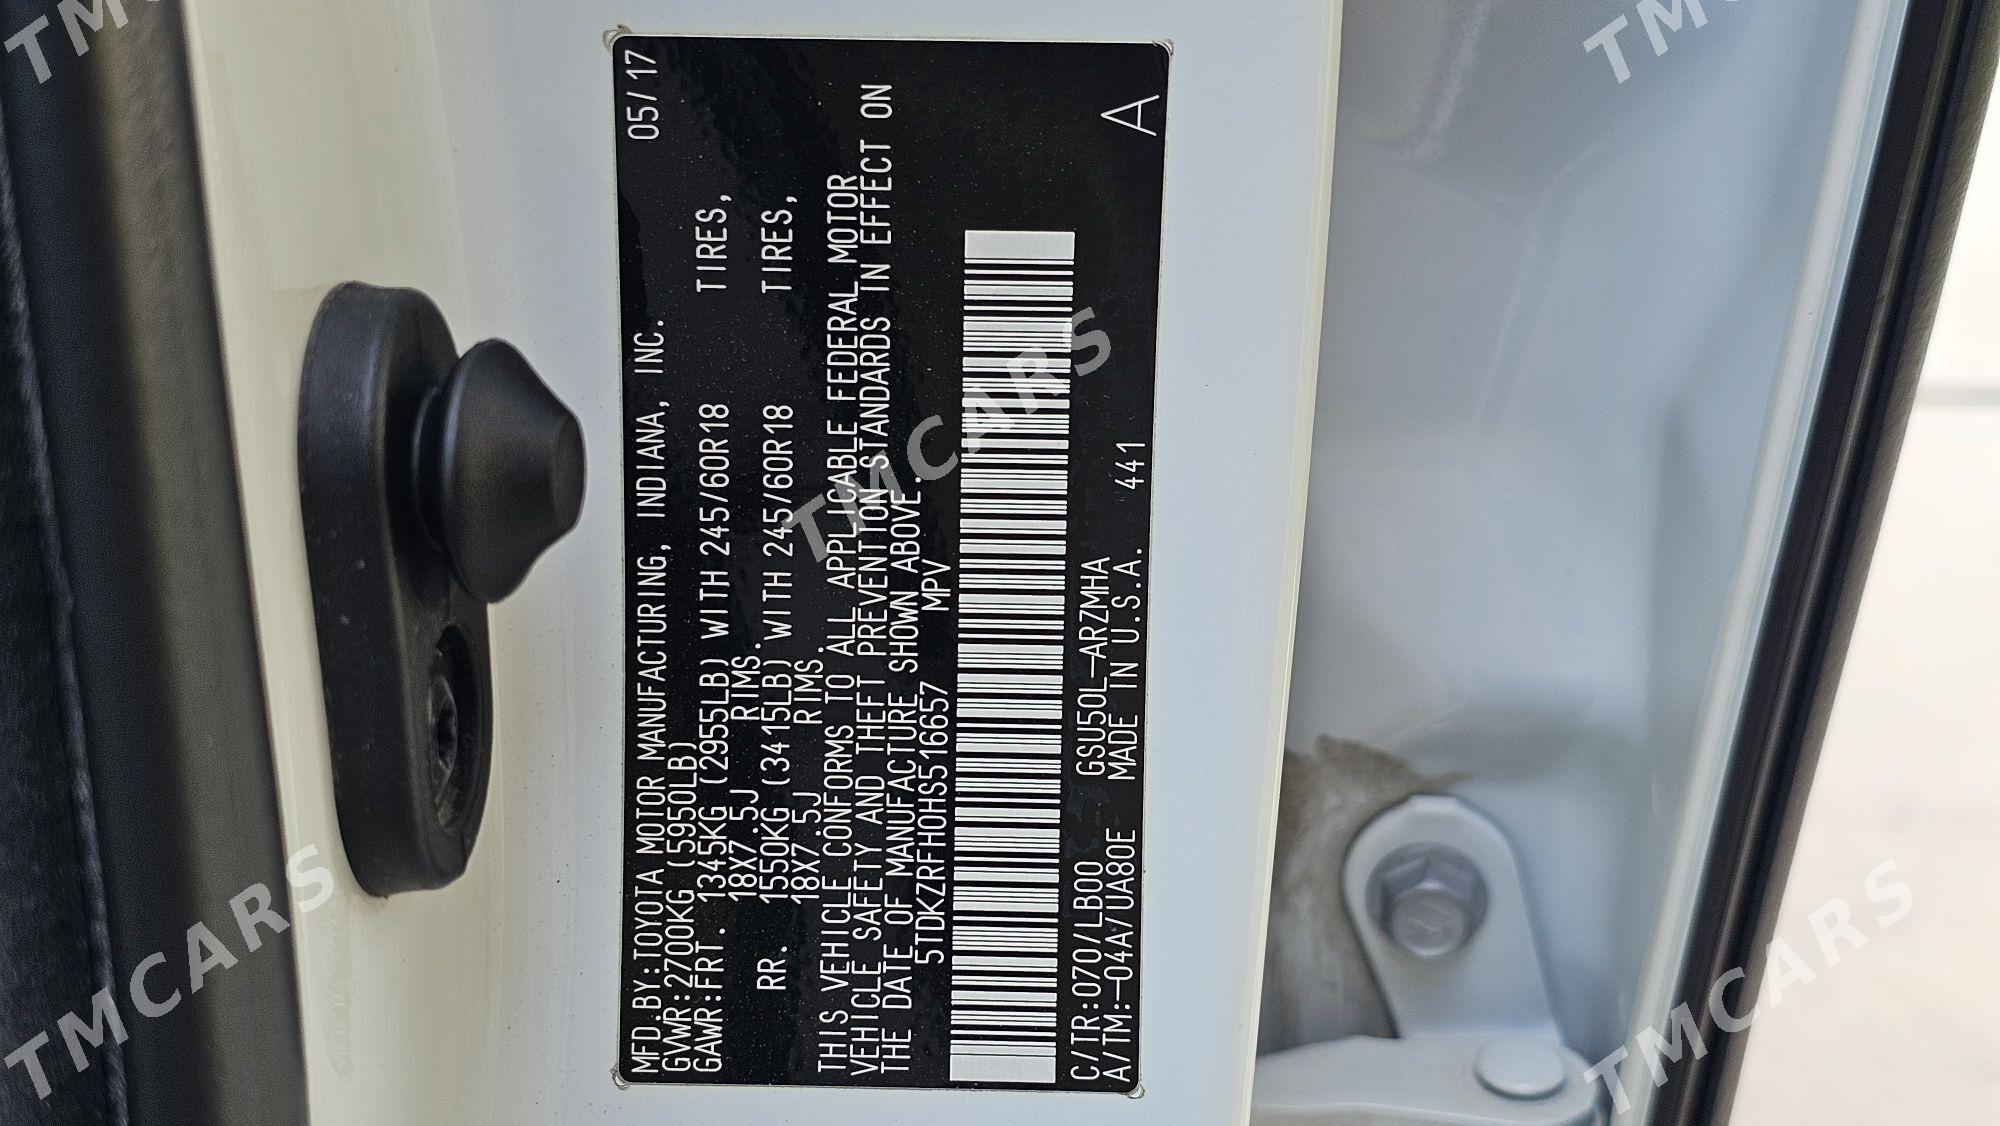 MFD.BY:TOYOTA MOTOR MANUFACTURING, INDIANA, INC. 05/17
GVWR:2700KG (5950LB)
GAWR:FRT. 1345KG (2955LB) WITH 245/60R18 TIRES,
18X7.5J RIMS.
RR. 1550KG (3415LB) WITH 245/60R18 TIRES,
18X7.5J RIMS.
THIS VEHICLE CONFORMS TO ALL APPLICABLE FEDERAL MOTOR
VEHICLE SAFETY AND THEFT PREVENTION STANDARDS IN EFFECT ON
THE DATE OF MANUFACTURE SHOWN ABOVE.
5TDKZRFH0HS516657 MPV
C/TR:070/LB00 GSU50L-ARZMHA A
A/TM:-04A/UA80E MADE IN U.S.A. 441
TMCARS
TMCARS
TMCARS